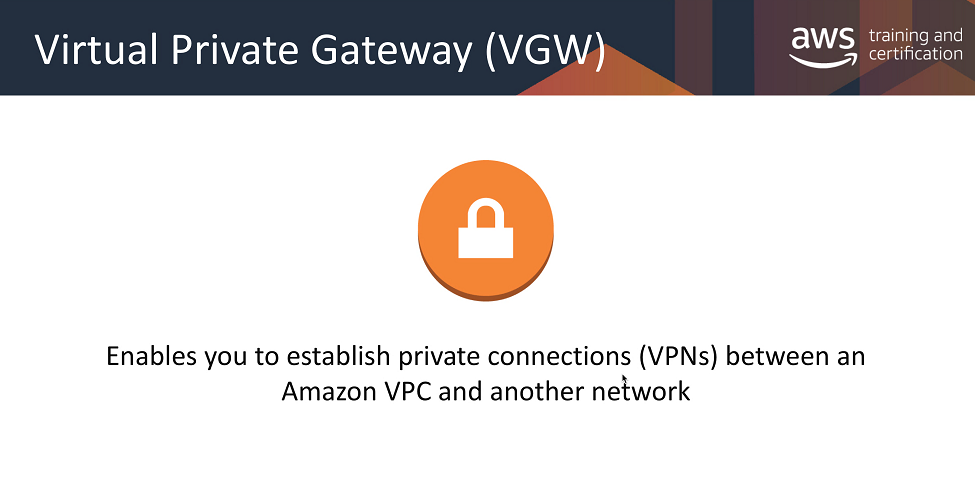 Virtual Private Gateway (VGW)
aws training and
certification
Enables you to establish private connections (VPNs) between an
Amazon VPC and another network